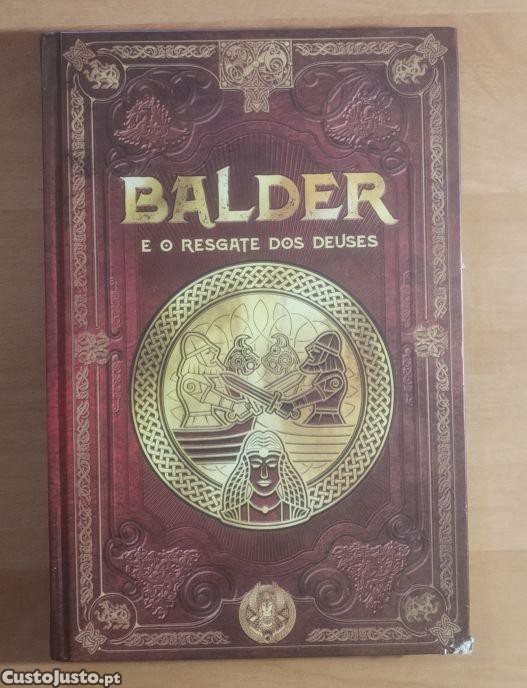 BALDER
E O RESGATE DOS DEUSES
CustoJusto.pt